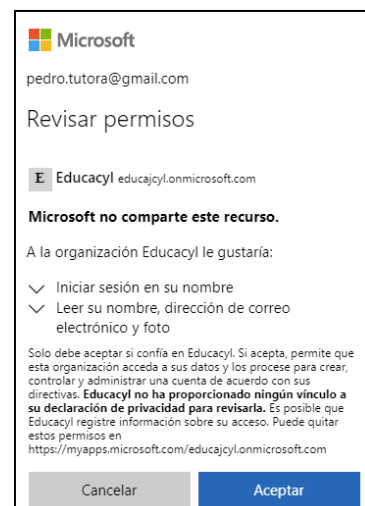 Microsoft
pedro.tutora@gmail.com
Revisar permisos
E Educacyl educajcyl.onmicrosoft.com
Microsoft no comparte este recurso.
A la organización Educacyl le gustaría:
Iniciar sesión en su nombre
Leer su nombre, dirección de correo
electrónico y foto
Solo debe aceptar si confía en Educacyl. Si acepta, permite que
esta organización acceda a sus datos y los procese para crear,
controlar y administrar una cuenta de acuerdo con sus
directivas. Educacyl no ha proporcionado ningún vínculo a
su declaración de privacidad para revisarla. Es posible que
Educacyl registre información sobre su acceso. Puede quitar
estos permisos en
https://myapps.microsoft.com/educajcyl.onmicrosoft.com
Cancelar Aceptar